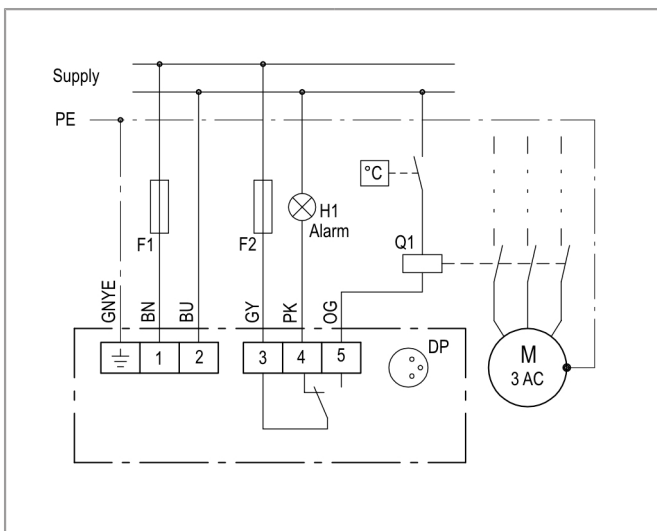 Supply
PE
°C
F1
F2
H1
Alarm
Q1
GNYE
BN
BU
GY
PK
OG
1
2
3
4
5
DP
M
3 AC